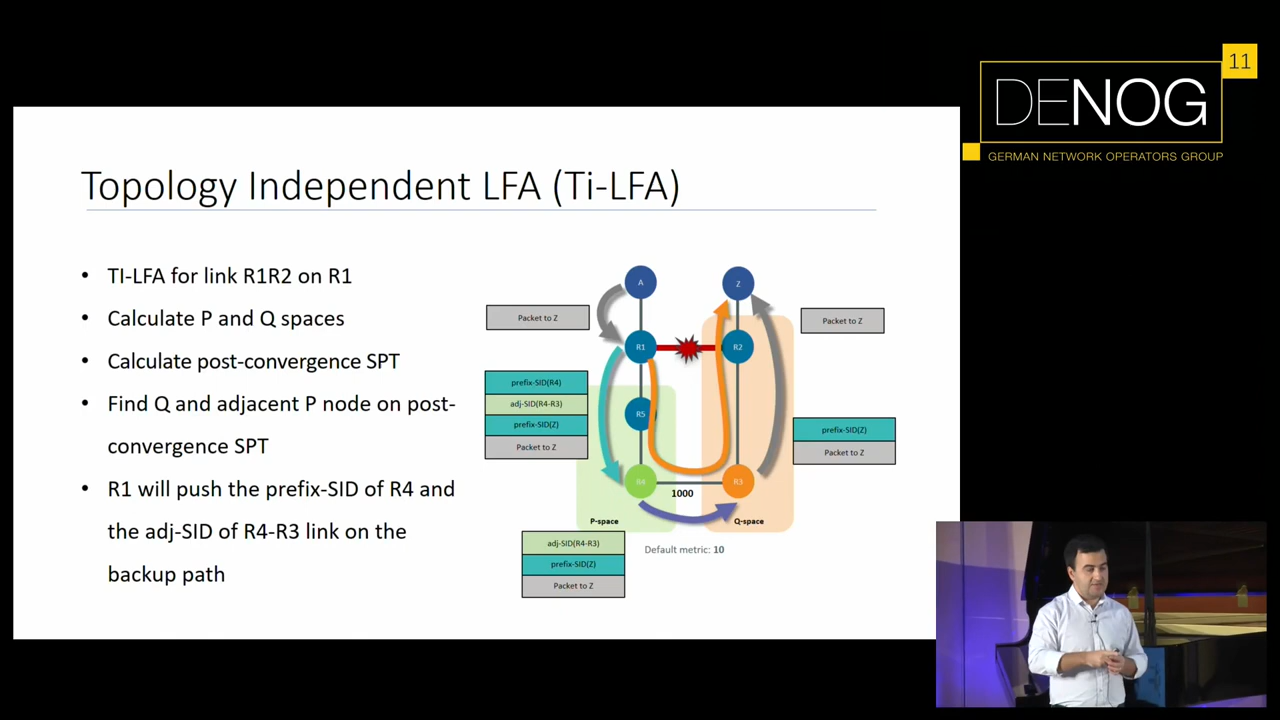 11
DENOG
GERMAN NETWORK OPERATORS GROUP
Topology Independent LFA (Ti-LFA)
• TI-LFA for link R1R2 on R1
• Calculate P and Q spaces
• Calculate post-convergence SPT
• Find Q and adjacent P node on post-
convergence SPT
• R1 will push the prefix-SID of R4 and
the adj-SID of R4-R3 link on the
backup path
A
Z
Packet to Z
Packet to Z
R1
R2
prefix-SID(R4)
adj-SID(R4-R3)
prefix-SID(Z)
Packet to Z
R5
prefix-SID(Z)
Packet to Z
R4
R3
1000
P-space
Q-space
adj-SID(R4-R3)
prefix-SID(Z)
Packet to Z
Default metric: 10